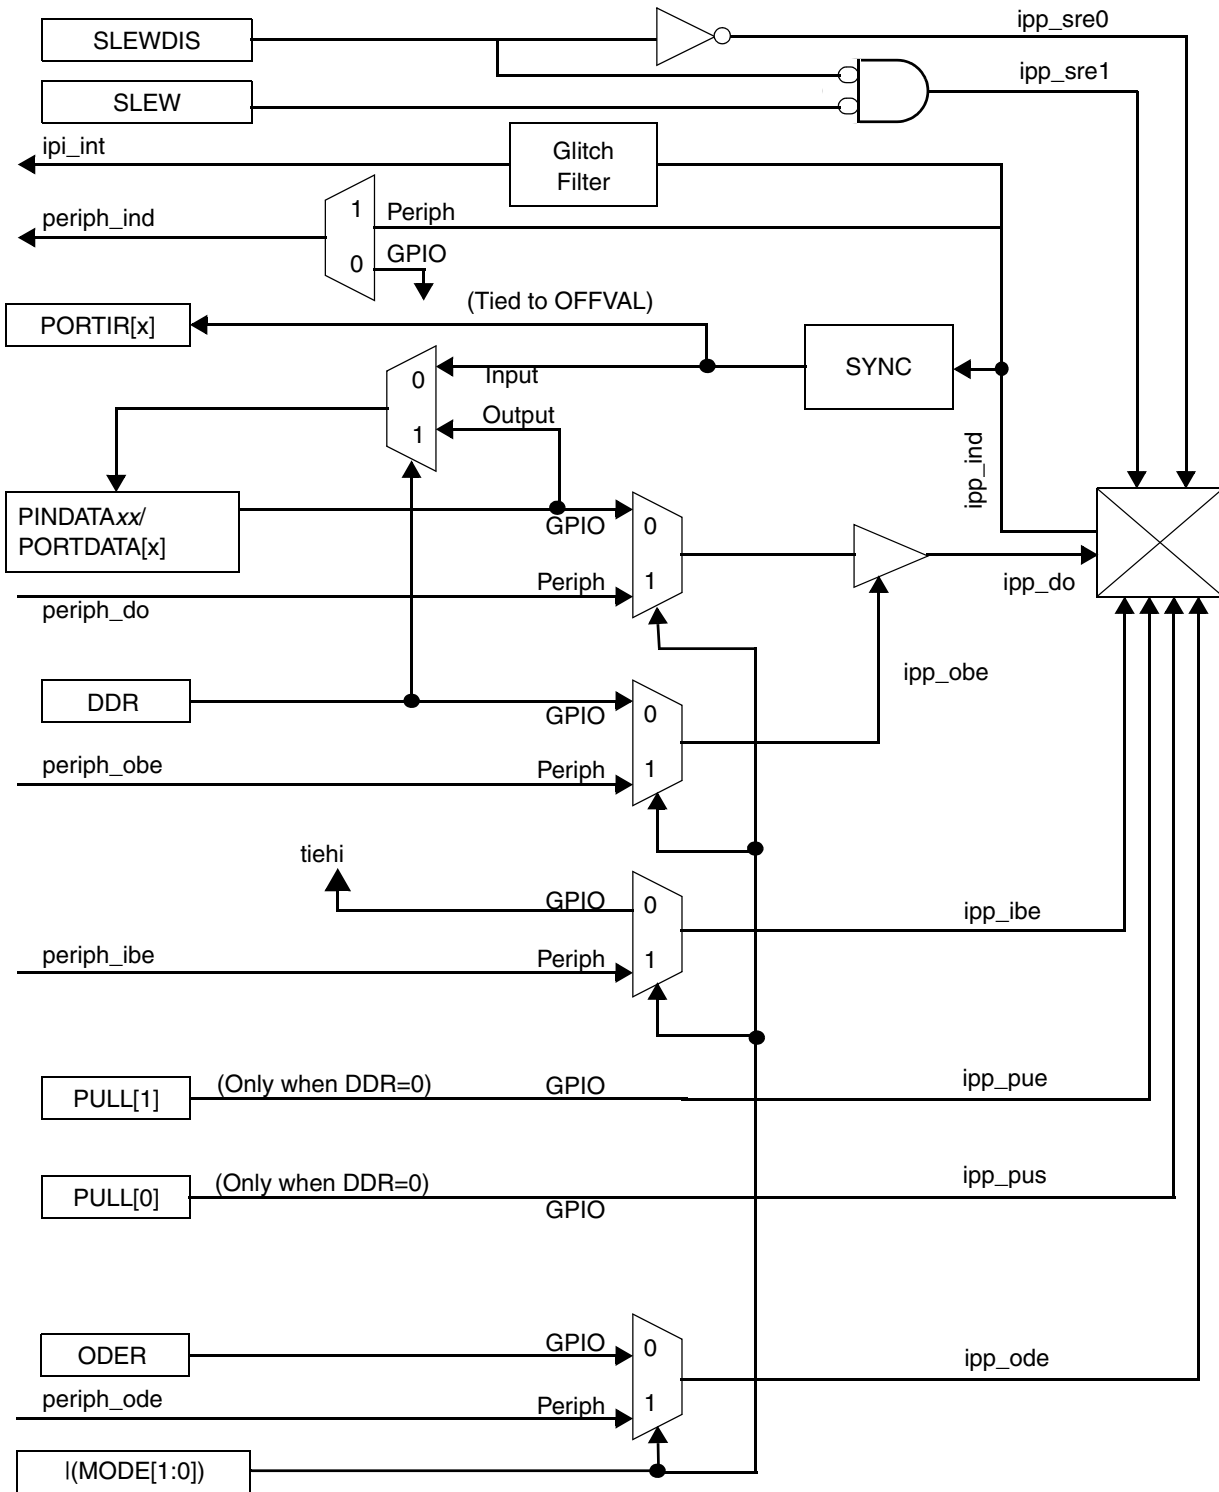 SLEWDIS
ipp_sre0
SLEW
ipp_sre1
ipi_int
Glitch
Filter
periph_ind
1
Periph
0
GPIO
(Tied to OFFVAL)
PORTIR[x]
0
Input
SYNC
1
Output
ipp_ind
PINDATAxx/
PORTDATA[x]
GPIO
0
Periph
1
periph_do
ipp_do
DDR
GPIO
0
ipp_obe
periph_obe
Periph
1
tiehi
GPIO
0
ipp_ibe
periph_ibe
Periph
1
PULL[1]
(Only when DDR=0)
GPIO
ipp_pue
PULL[0]
(Only when DDR=0)
GPIO
ipp_pus
ODER
GPIO
0
ipp_ode
periph_ode
Periph
1
|(MODE[1:0])